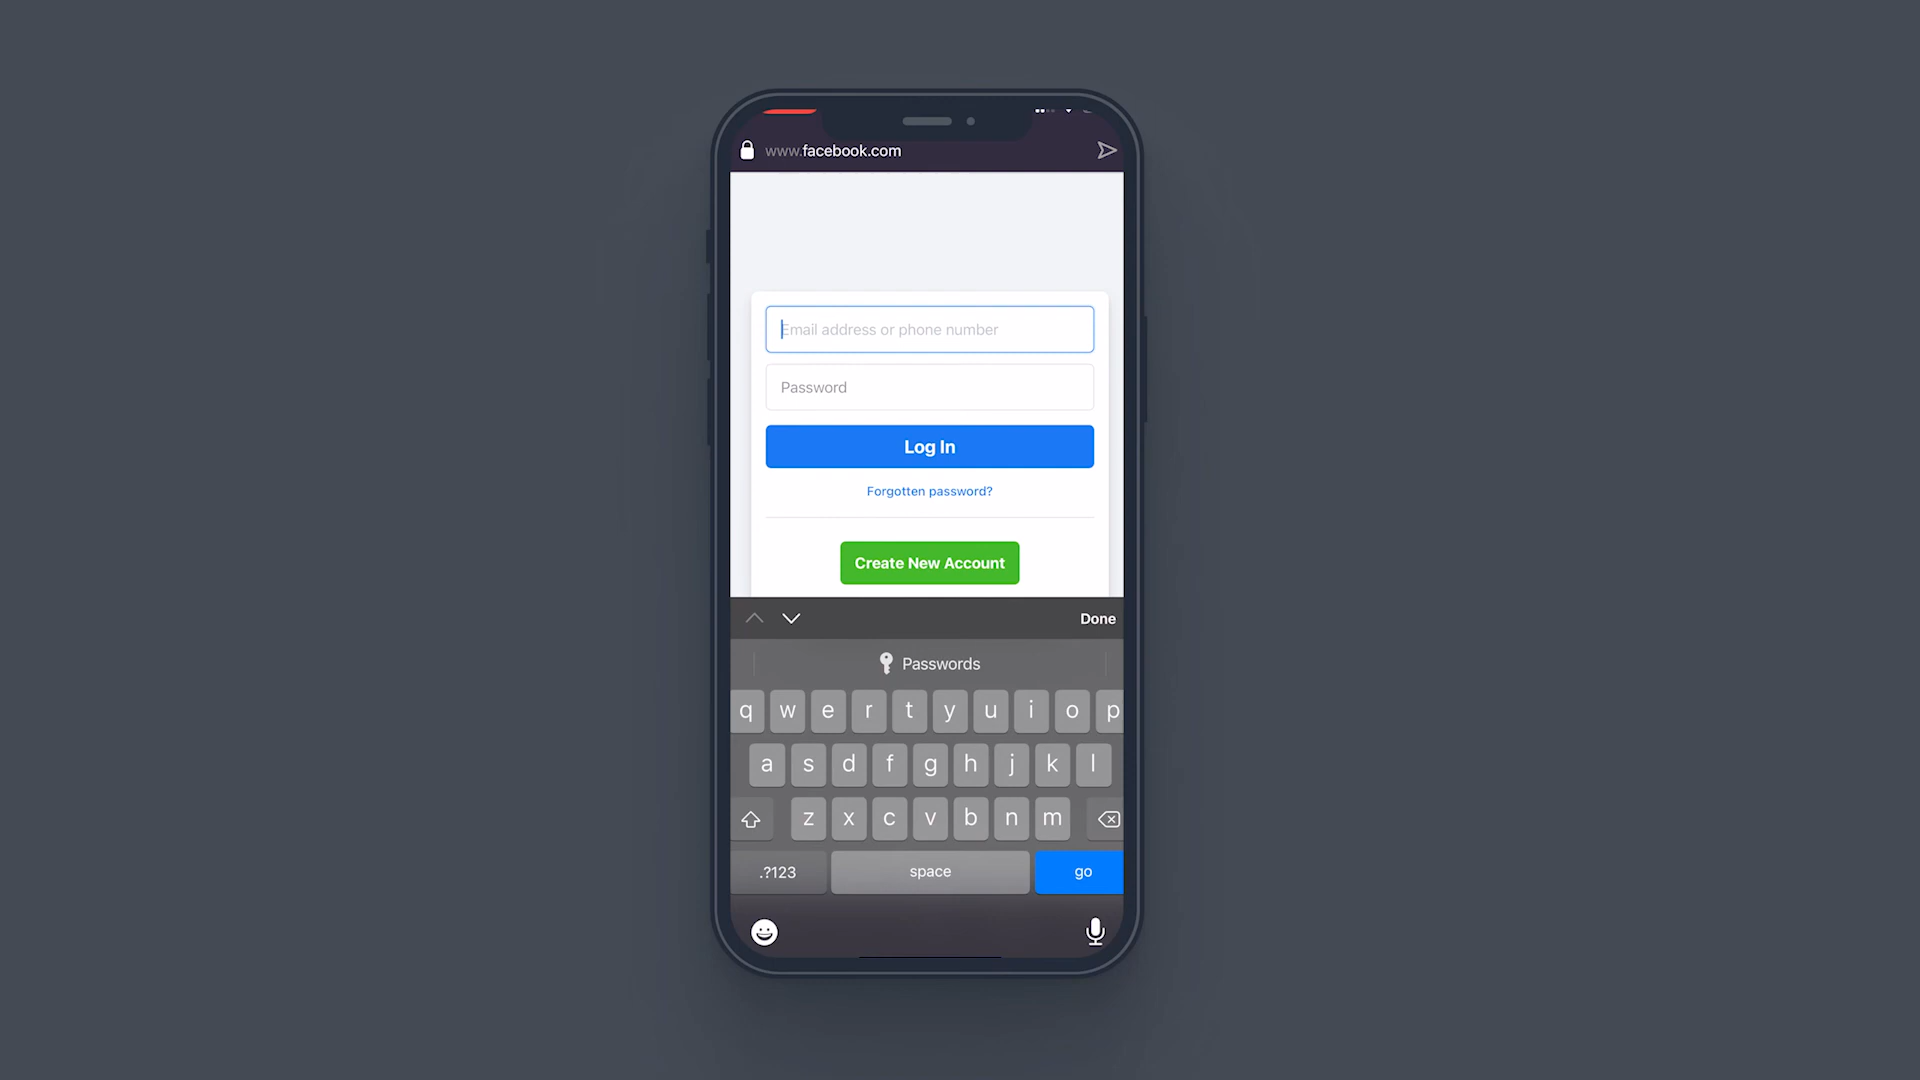 www.facebook.com
Email address or phone number
Password
Log In
Forgotten password?
Create New Account
Done
Passwords
q w e r t y u i o p
a s d f g h j k l
z x c v b n m
.?123 space go